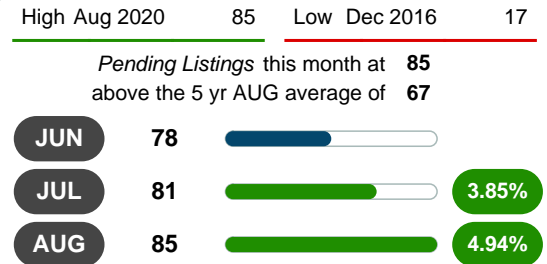 High Aug 2020 85 Low Dec 2016 17
Pending Listings this month at 85
above the 5 yr AUG average of 67
JUN 78
JUL 81 3.85%
AUG 85 4.94%